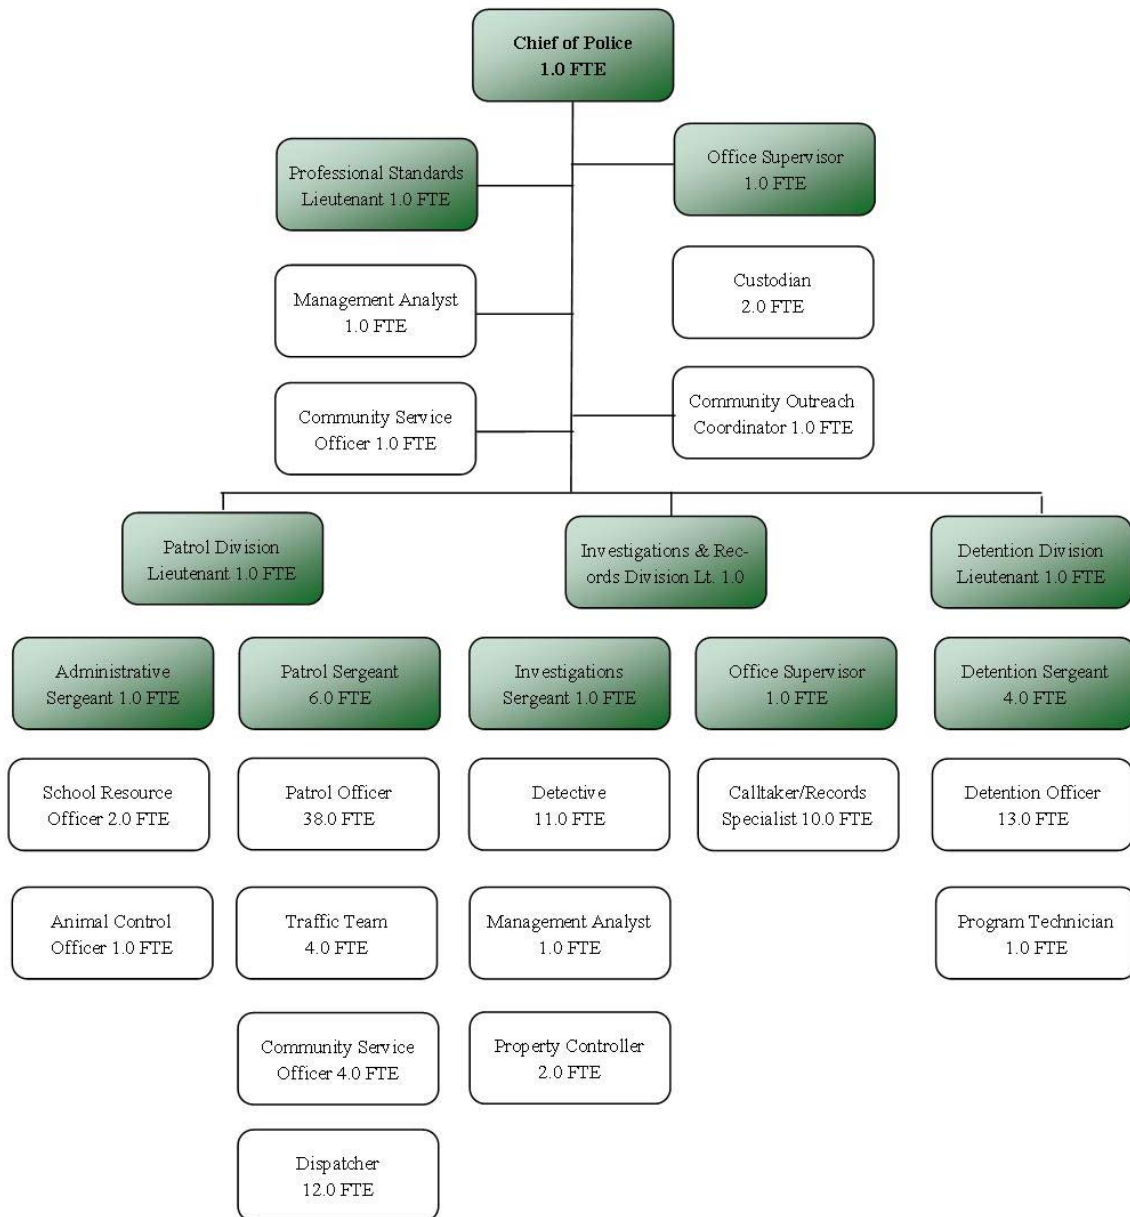 Chief of Police
1.0 FTE
Professional Standards
Lieutenant 1.0 FTE
Office Supervisor
1.0 FTE
Management Analyst
1.0 FTE
Custodian
2.0 FTE
Community Service
Officer 1.0 FTE
Community Outreach
Coordinator 1.0 FTE
Patrol Division
Lieutenant 1.0 FTE
Investigations & Rec-
ords Division Lt. 1.0
Detention Division
Lieutenant 1.0 FTE
Administrative
Sergeant 1.0 FTE
Patrol Sergeant
6.0 FTE
Investigations
Sergeant 1.0 FTE
Office Supervisor
1.0 FTE
Detention Sergeant
4.0 FTE
School Resource
Officer 2.0 FTE
Patrol Officer
38.0 FTE
Detective
11.0 FTE
Calltaker/Records
Specialist 10.0 FTE
Detention Officer
13.0 FTE
Animal Control
Officer 1.0 FTE
Traffic Team
4.0 FTE
Management Analyst
1.0 FTE
Program Technician
1.0 FTE
Community Service
Officer 4.0 FTE
Property Controller
2.0 FTE
Dispatcher
12.0 FTE